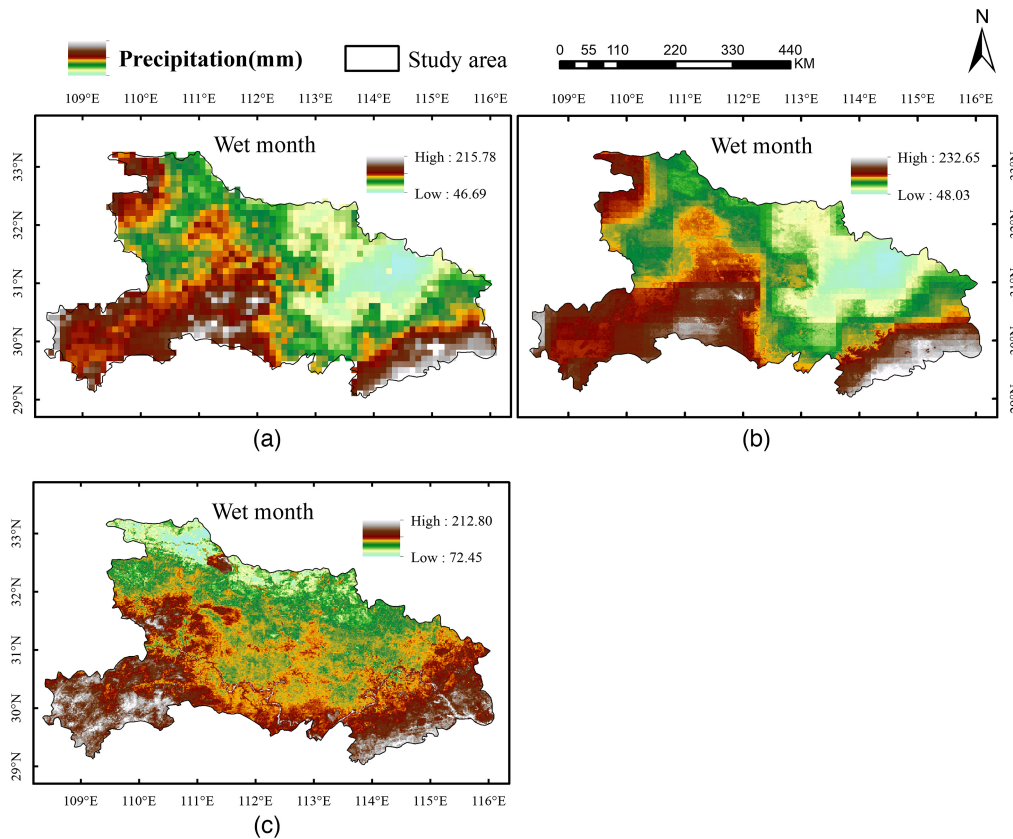 N
Precipitation(mm)
Study area
0 55 110 220 330 440
KM
109°E 110°E 111°E 112°E 113°E 114°E 115°E 116°E
109°E 110°E 111°E 112°E 113°E 114°E 115°E 116°E
Wet month
High : 215.78
Low : 46.69
33°N
32°N
31°N
30°N
29°N
(a)
Wet month
High : 232.65
Low : 48.03
(b)
Wet month
High : 212.80
Low : 72.45
33°N
32°N
31°N
30°N
29°N
109°E 110°E 111°E 112°E 113°E 114°E 115°E 116°E
(c)